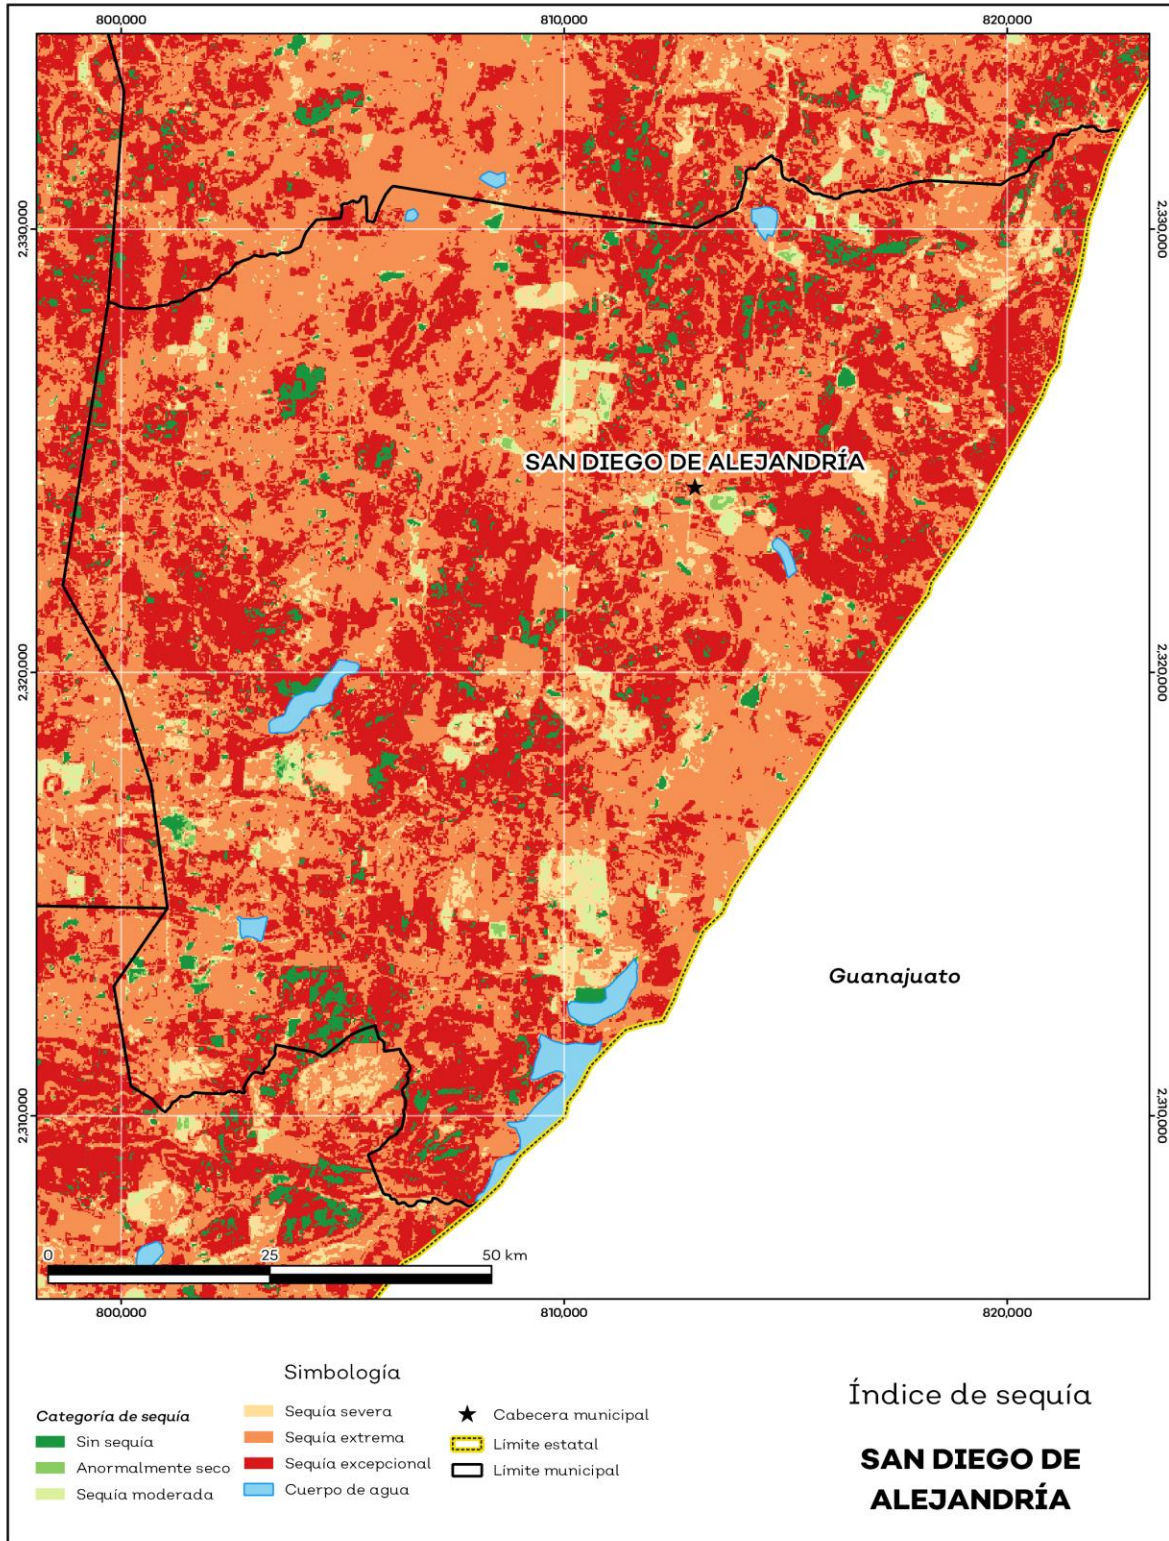 800,000
810,000
820,000
2,330,000
2,330,000
SAN DIEGO DE ALEJANDRÍA
2,320,000
2,320,000
Guanajuato
2,310,000
2,310,000
0
25
50 km
800,000
810,000
820,000
Simbología
Categoría de sequía
Sin sequía
Anormalmente seco
Sequía moderada
Sequía severa
Sequía extrema
Sequía excepcional
Cuerpo de agua
Cabecera municipal
Límite estatal
Límite municipal
Índice de sequía
SAN DIEGO DE
ALEJANDRÍA